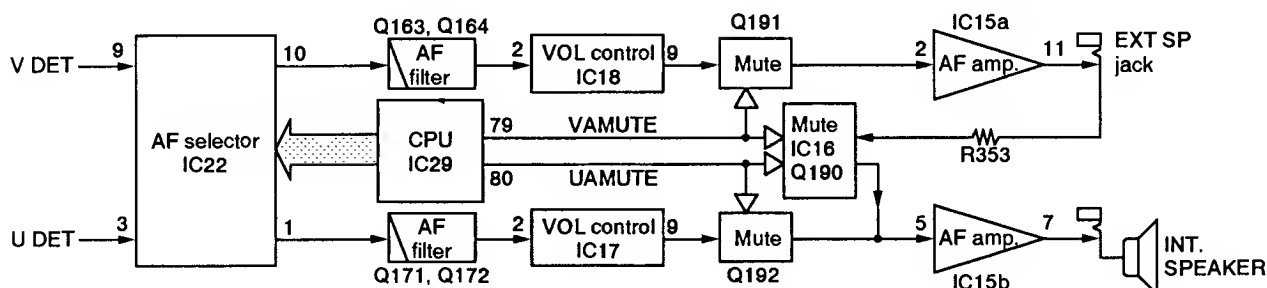 Q163, Q164
Q191
IC15a
V DET
9
10
AF
filter
2
VOL control
IC18
9
Mute
2
AF amp.
11
EXT SP
jack
AF selector
IC22
CPU
IC29
79
VAMUTE
80
UAMUTE
Mute
IC16
Q190
R353
U DET
3
1
AF
filter
2
VOL control
IC17
9
Mute
5
AF amp.
7
INT.
SPEAKER
Q171, Q172
Q192
IC15b